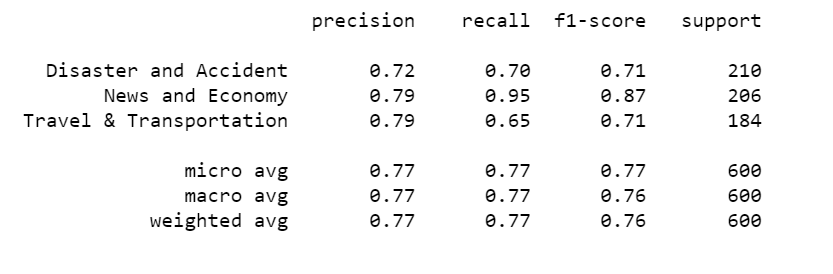 precision recall f1-score support
Disaster and Accident 0.72 0.70 0.71 210
News and Economy 0.79 0.95 0.87 206
Travel & Transportation 0.79 0.65 0.71 184
micro avg 0.77 0.77 0.77 600
macro avg 0.77 0.77 0.76 600
weighted avg 0.77 0.77 0.76 600